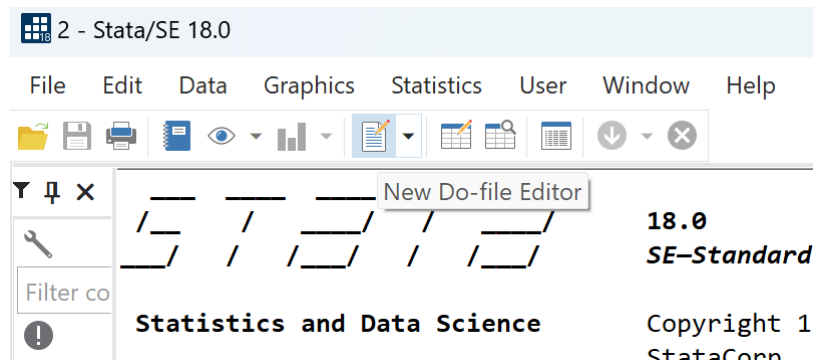 2 - Stata/SE 18.0
File Edit Data Graphics Statistics User Window Help
New Do-file Editor
18.0
SE—Standard
Filter co
Statistics and Data Science
Copyright 1
StataCorp